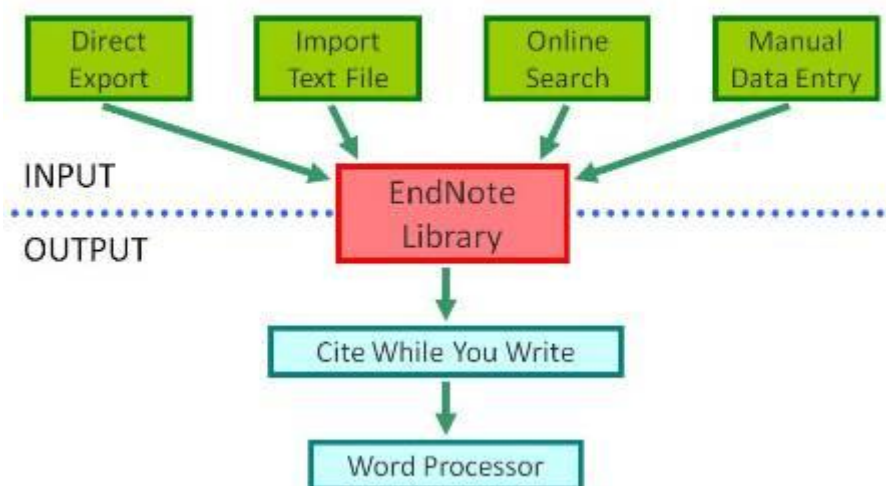 Direct
Export
Import
Text File
Online
Search
Manual
Data Entry
INPUT
EndNote
Library
OUTPUT
Cite While You Write
Word Processor